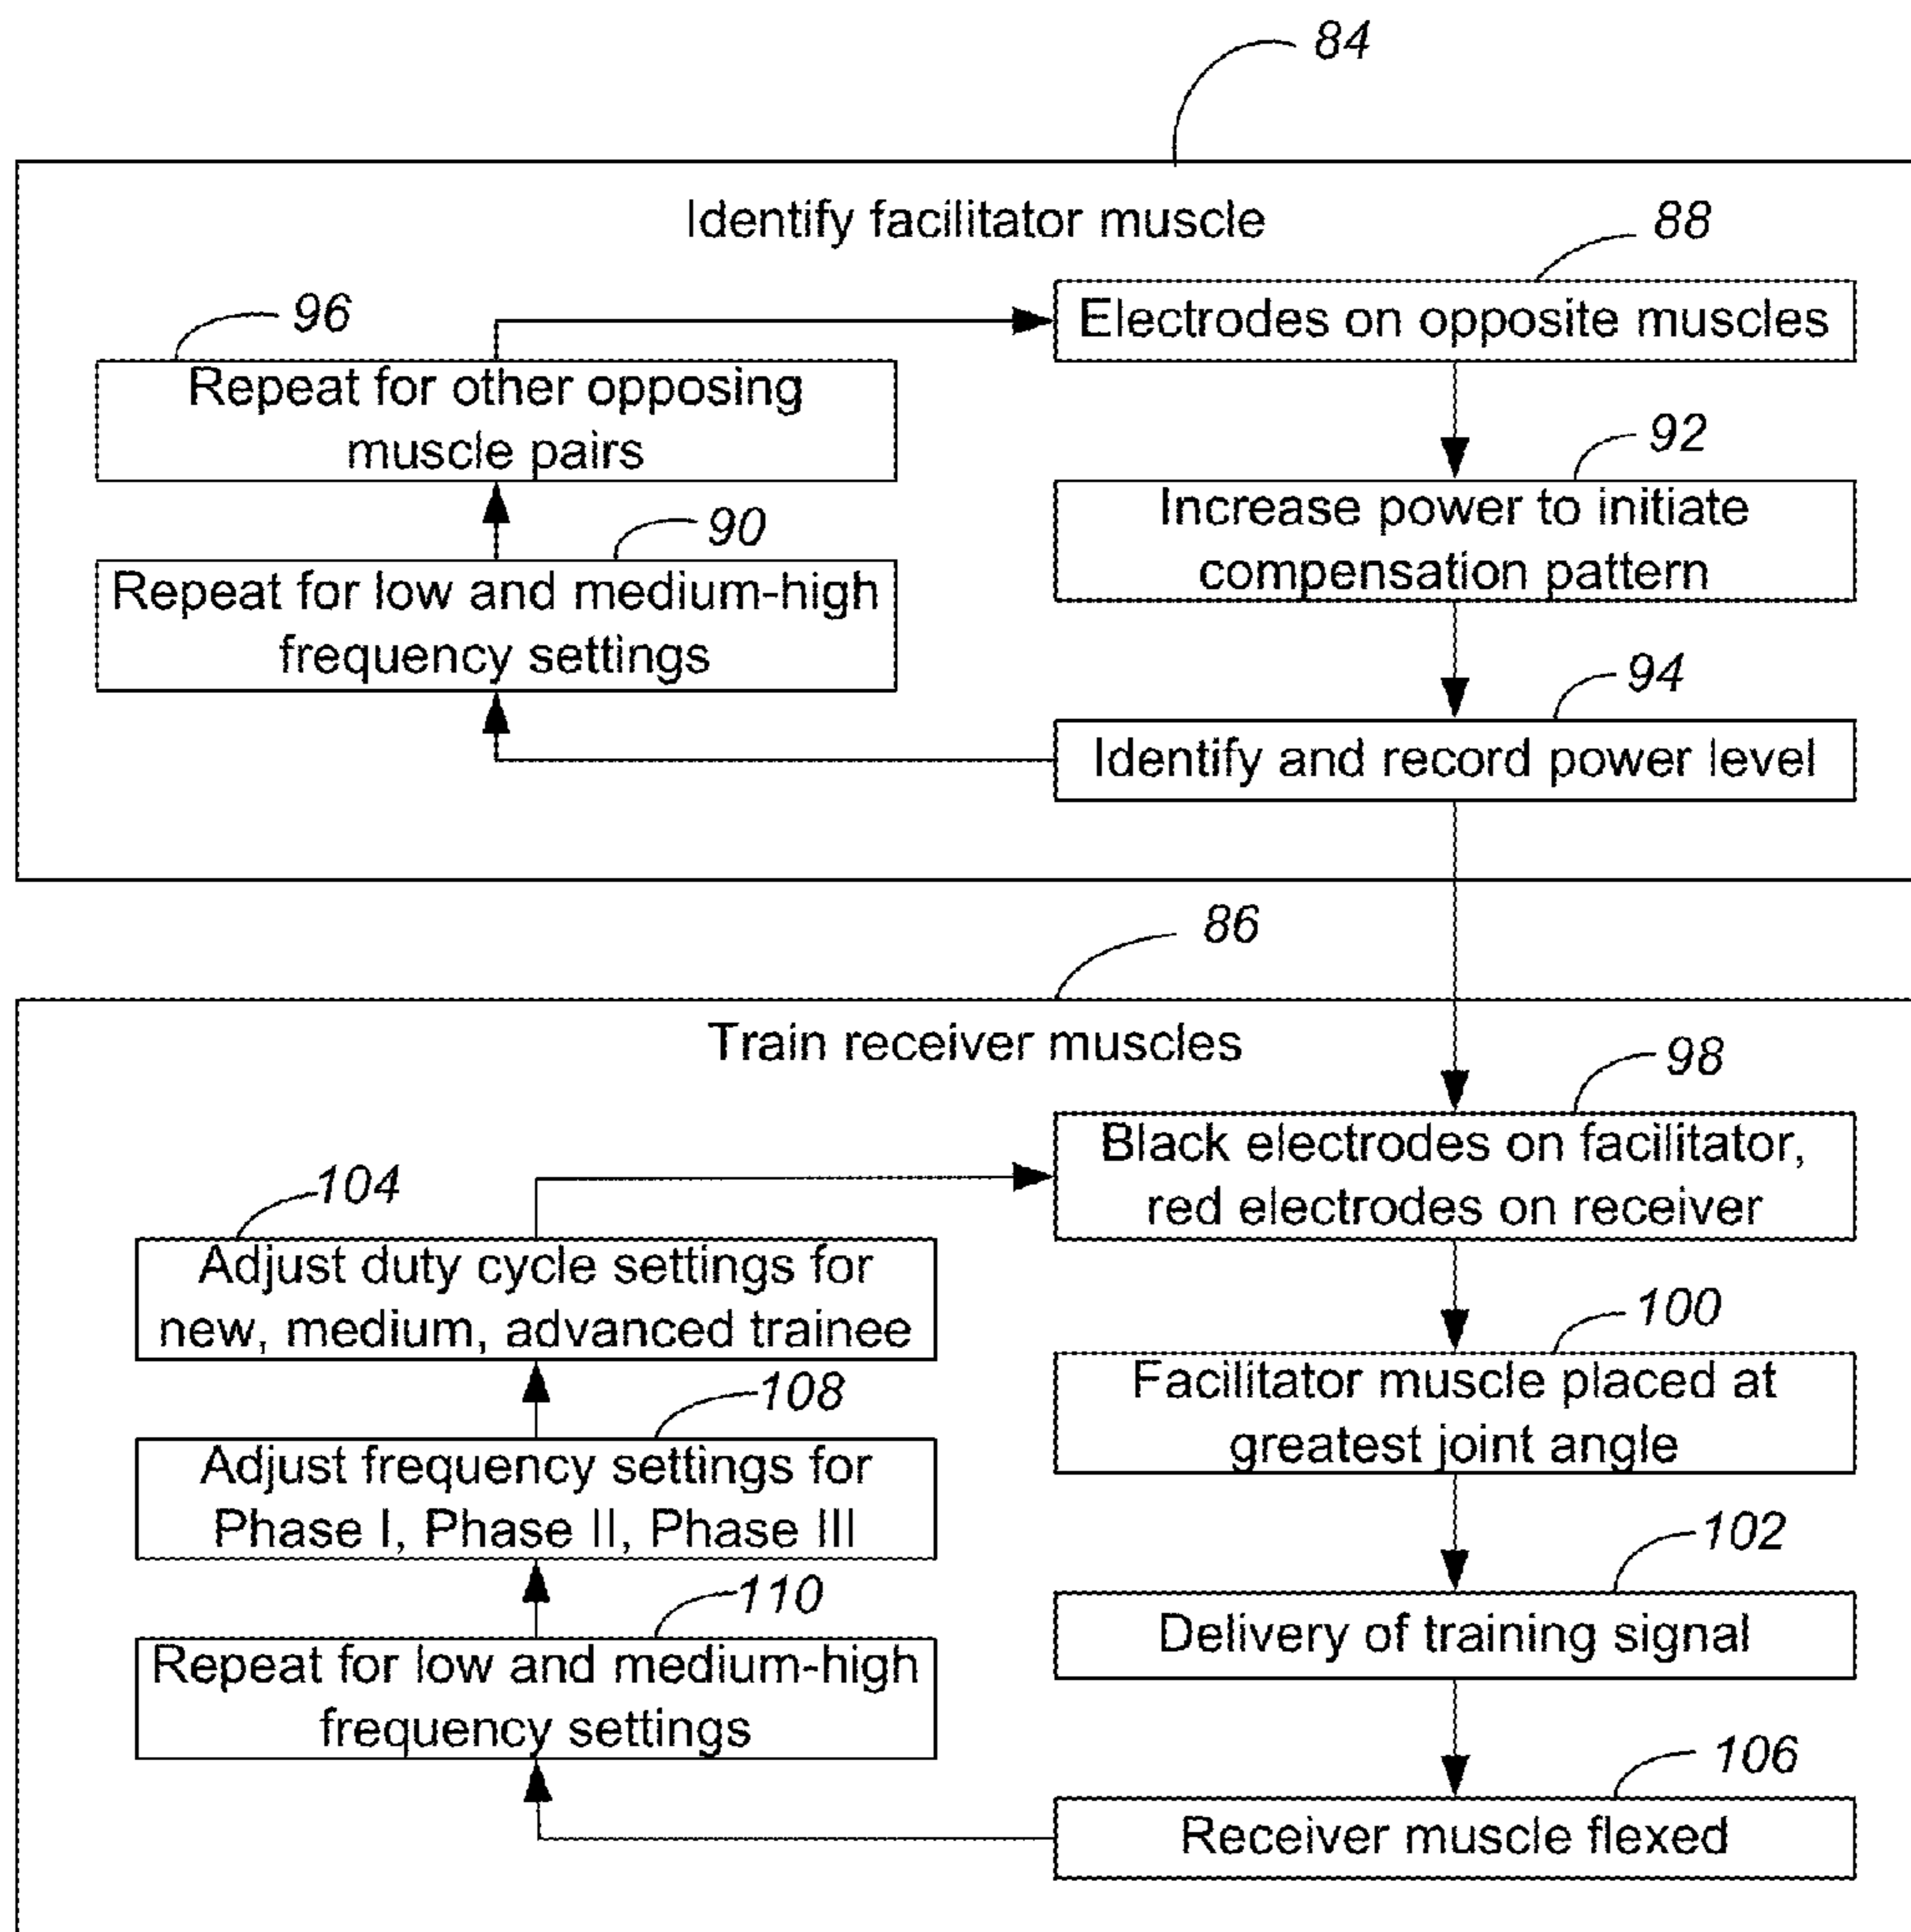 84
Identify facilitator muscle
88
Electrodes on opposite muscles
96
Repeat for other opposing
muscle pairs
92
Increase power to initiate
compensation pattern
90
Repeat for low and medium-high
frequency settings
94
Identify and record power level
86
Train receiver muscles
98
Black electrodes on facilitator,
red electrodes on receiver
104
Adjust duty cycle settings for
new, medium, advanced trainee
100
Facilitator muscle placed at
greatest joint angle
108
Adjust frequency settings for
Phase I, Phase II, Phase III
102
Delivery of training signal
110
Repeat for low and medium-high
frequency settings
106
Receiver muscle flexed